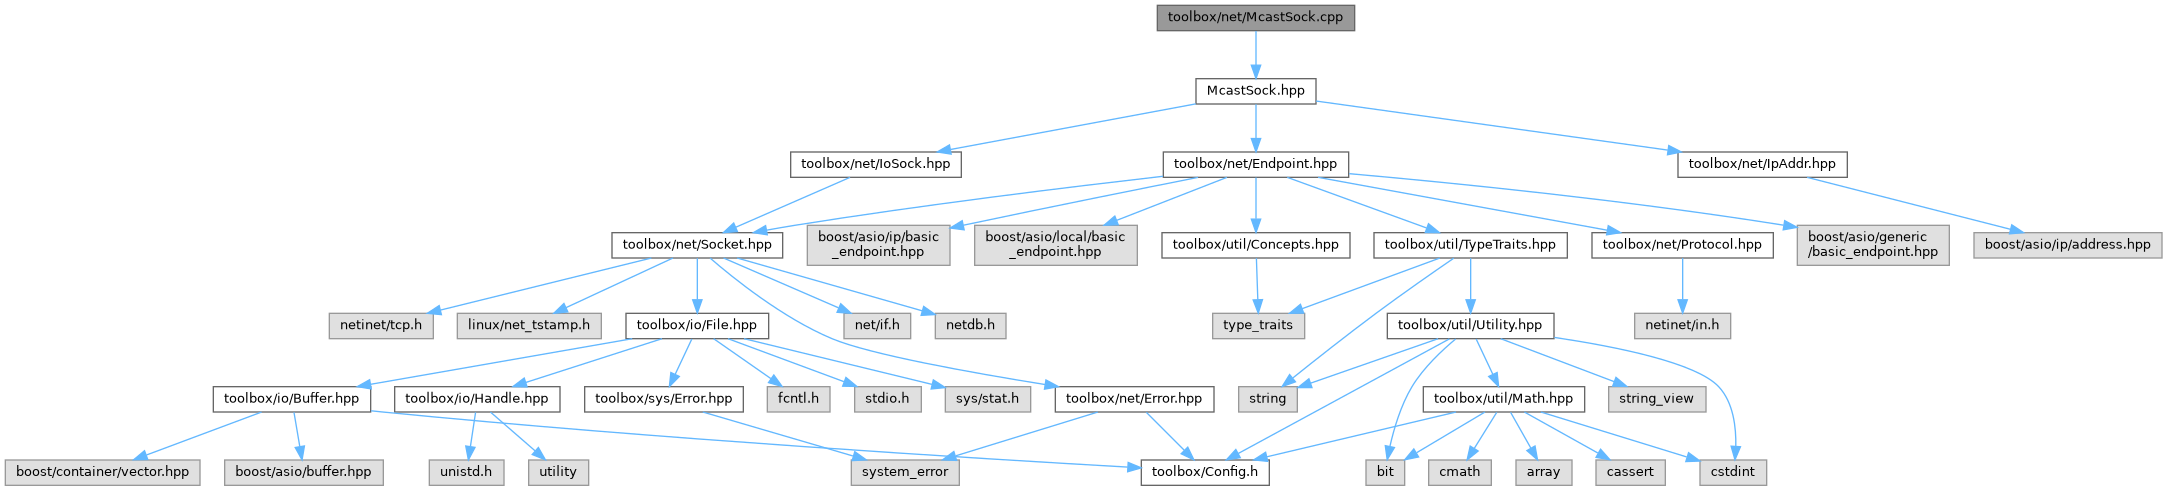 toolbox/net/McastSock.cpp
McastSock.hpp
toolbox/net/IoSock.hpp
toolbox/net/Endpoint.hpp
toolbox/net/IpAddr.hpp
toolbox/net/Socket.hpp
boost/asio/ip/basic
_endpoint.hpp
boost/asio/local/basic
_endpoint.hpp
toolbox/util/Concepts.hpp
toolbox/util/TypeTraits.hpp
toolbox/net/Protocol.hpp
boost/asio/generic
/basic_endpoint.hpp
boost/asio/ip/address.hpp
netinet/tcp.h
linux/net_tstamp.h
toolbox/io/File.hpp
net/if.h
netdb.h
type_traits
toolbox/util/Utility.hpp
netinet/in.h
toolbox/io/Buffer.hpp
toolbox/io/Handle.hpp
toolbox/sys/Error.hpp
fcntl.h
stdio.h
sys/stat.h
toolbox/net/Error.hpp
string
toolbox/util/Math.hpp
string_view
boost/container/vector.hpp
boost/asio/buffer.hpp
unistd.h
utility
system_error
toolbox/Config.h
bit
cmath
array
cassert
cstdint